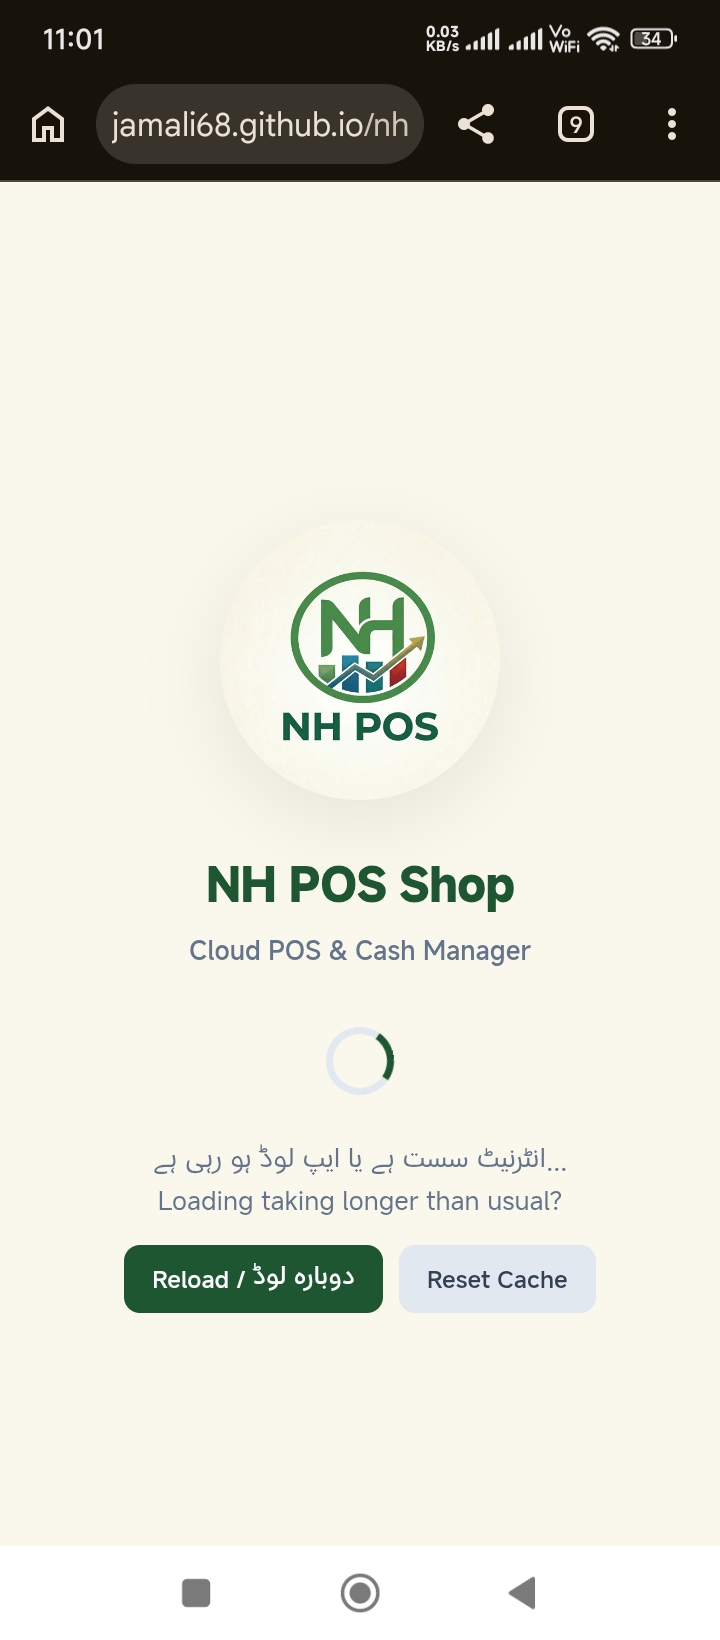 11:01
0.03
KB/s
Vo
WiFi
34
jamali68.github.io/nh
9
NH
NH POS
NH POS Shop
Cloud POS & Cash Manager
انٹرنیٹ سست ہے یا ایپ لوڈ ہو رہی ہے...
Loading taking longer than usual?
Reload / دوبارہ لوڈ
Reset Cache